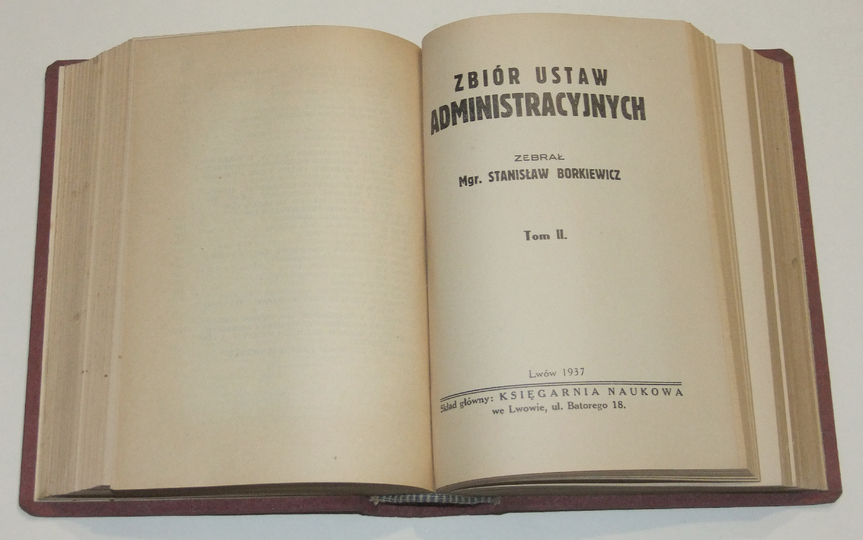 ZBIÓR USTAW
ADMINISTRACYJNYCH
ZEBRAŁ
Mgr. STANISŁAW BORKIEWICZ
Tom II.
Lwów 1937
Skład główny: KSIĘGARNIA NAUKOWA
we Lwowie, ul. Batorego 18.